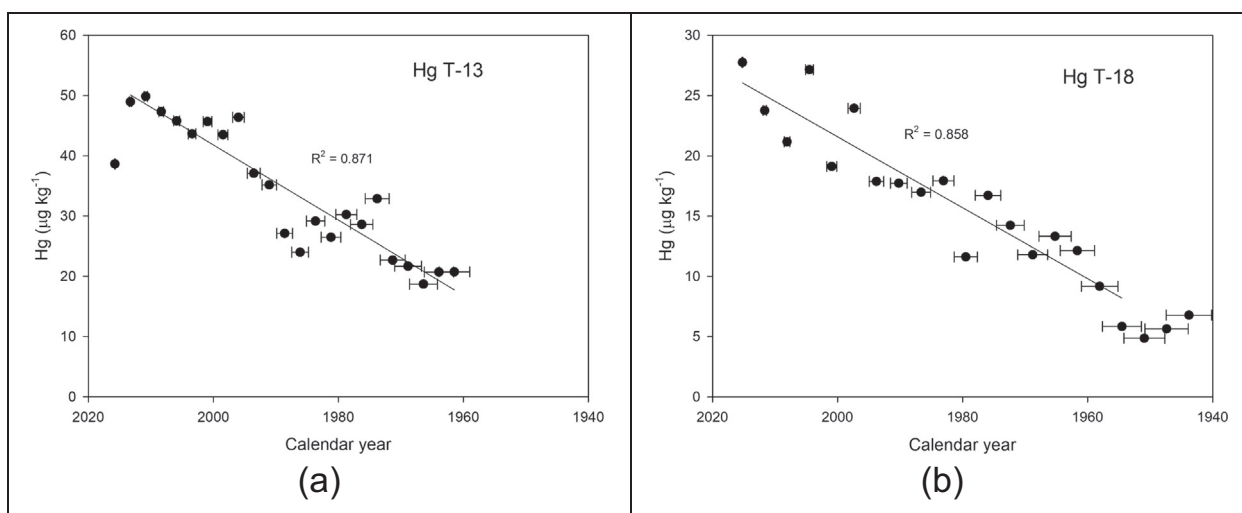 60
50
40
30
20
10
0
Hg (µg kg⁻¹)
Hg T-13
R² = 0.871
2020 2000 1980 1960 1940
Calendar year
(a)
30
25
20
15
10
5
0
Hg (µg kg⁻¹)
Hg T-18
R² = 0.858
2020 2000 1980 1960 1940
Calendar year
(b)